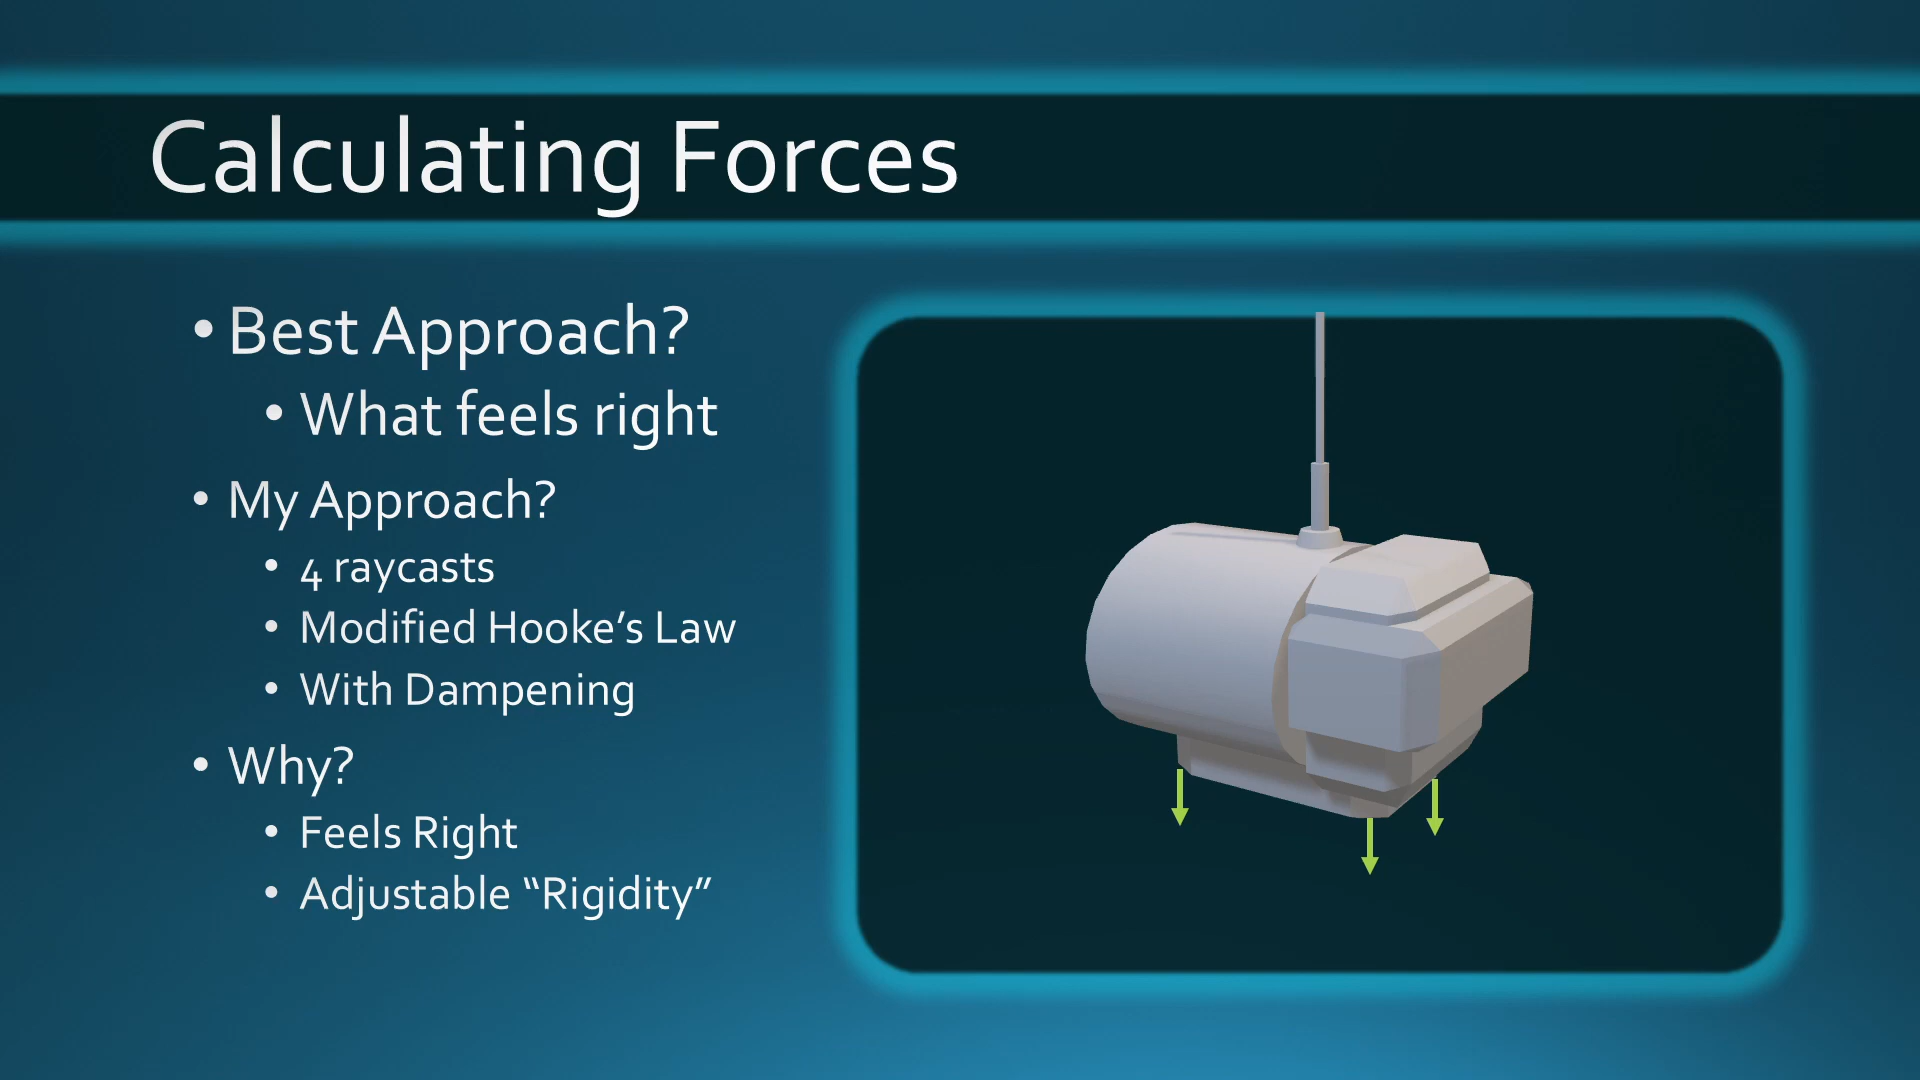 Calculating Forces
• Best Approach?
• What feels right
• My Approach?
• 4 raycasts
• Modified Hooke’s Law
• With Dampening
• Why?
• Feels Right
• Adjustable “Rigidity”